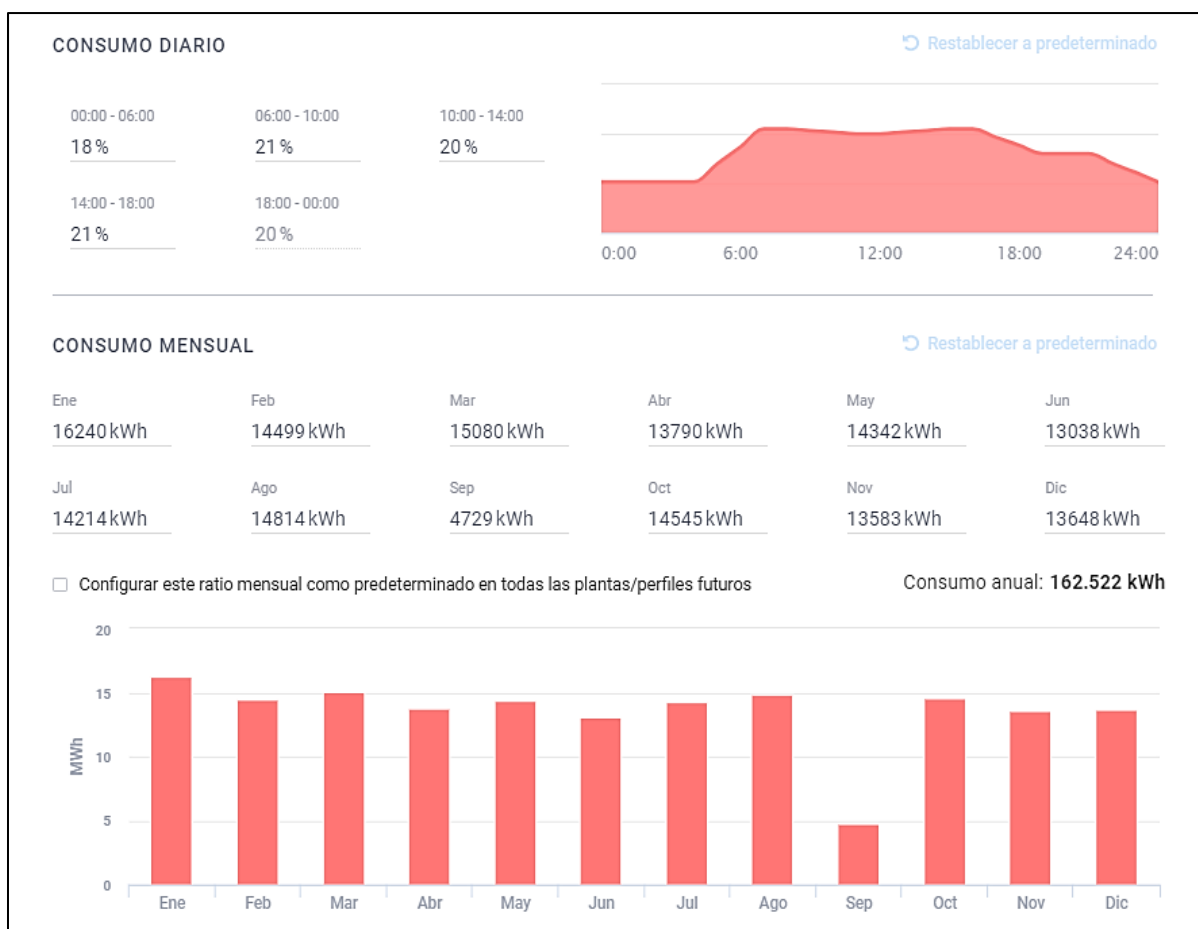 CONSUMO DIARIO
Restablecer a predeterminado
00:00 - 06:00
06:00 - 10:00
10:00 - 14:00
18 %
21 %
20 %
14:00 - 18:00
18:00 - 00:00
21 %
20 %
0:00
6:00
12:00
18:00
24:00
CONSUMO MENSUAL
Restablecer a predeterminado
Ene
Feb
Mar
Abr
May
Jun
16240 kWh
14499 kWh
15080 kWh
13790 kWh
14342 kWh
13038 kWh
Jul
Ago
Sep
Oct
Nov
Dic
14214 kWh
14814 kWh
4729 kWh
14545 kWh
13583 kWh
13648 kWh
Configurar este ratio mensual como predeterminado en todas las plantas/perfiles futuros
Consumo anual: 162.522 kWh
20
15
10
5
0
MWh
Ene
Feb
Mar
Abr
May
Jun
Jul
Ago
Sep
Oct
Nov
Dic